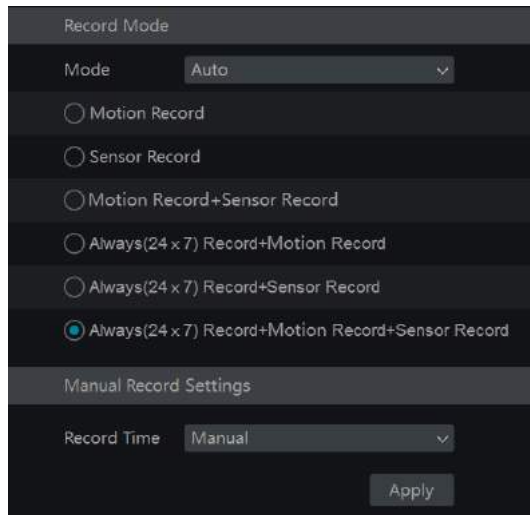 Record Mode
Mode Auto
Motion Record
Sensor Record
Motion Record+Sensor Record
Always(24 x 7) Record+Motion Record
Always(24 x 7) Record+Sensor Record
Always(24 x 7) Record+Motion Record+Sensor Record
Manual Record Settings
Record Time Manual
Apply